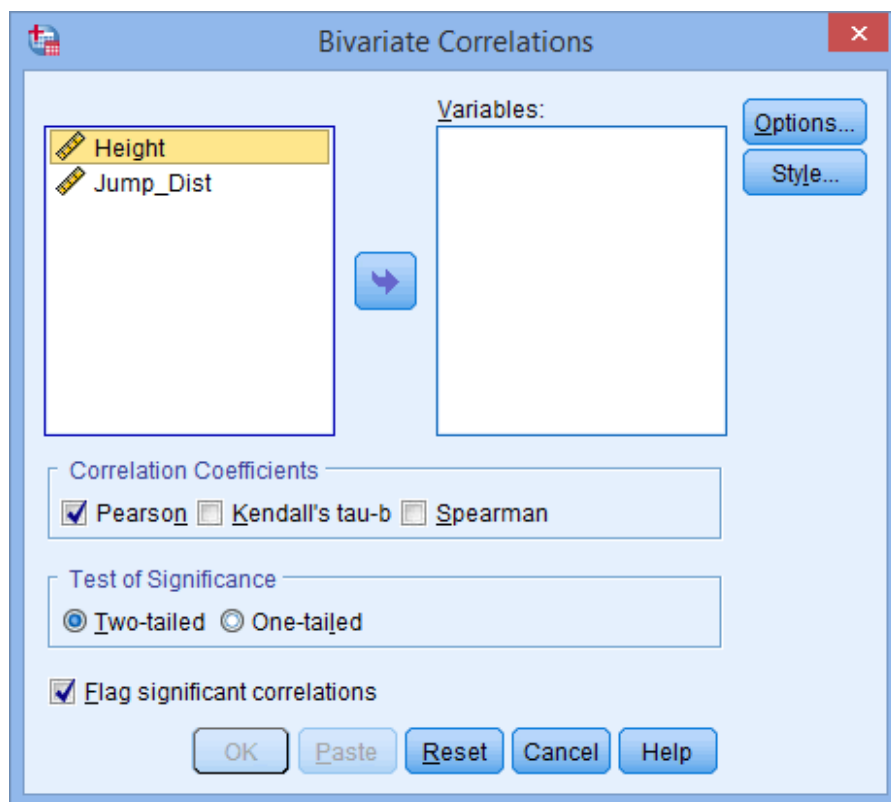 Bivariate Correlations
Variables:
Height
Jump_Dist
Options...
Style...
Correlation Coefficients
Pearson Kendall's tau-b Spearman
Test of Significance
Two-tailed One-tailed
Flag significant correlations
OK Paste Reset Cancel Help